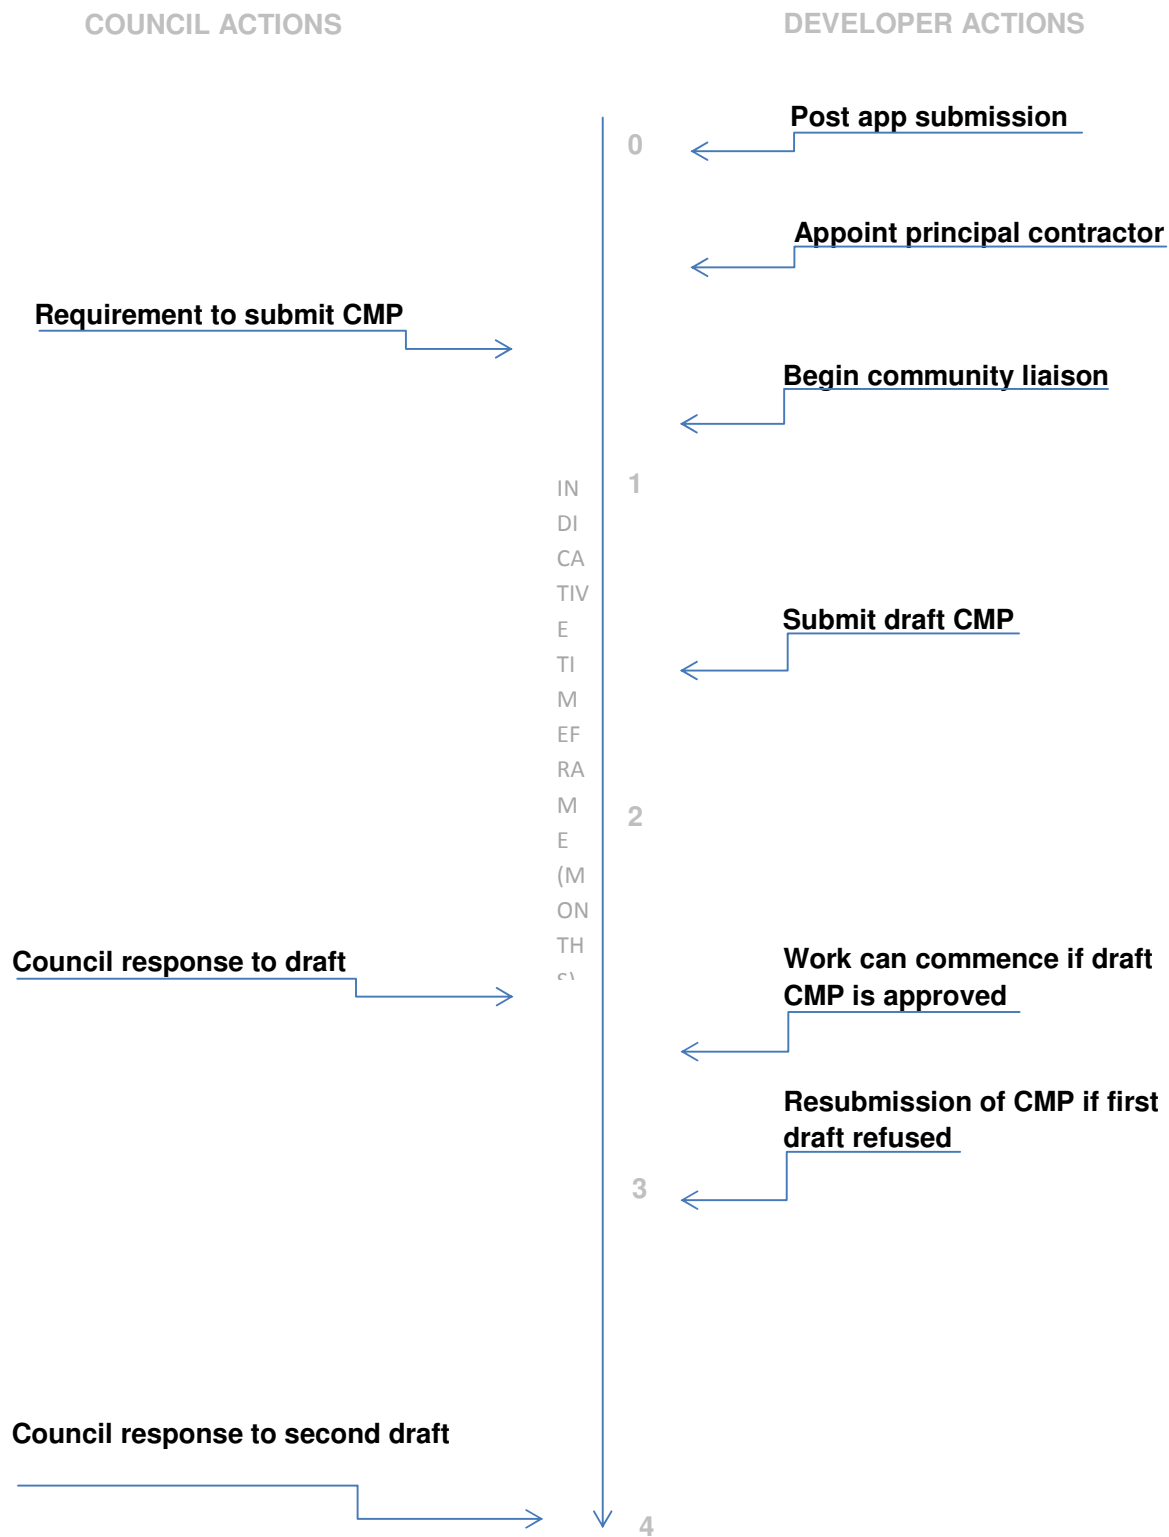 COUNCIL ACTIONS
DEVELOPER ACTIONS
Post app submission
0
Appoint principal contractor
Requirement to submit CMP
Begin community liaison
1
IN
DI
CA
TIV
E
TI
M
EF
RA
M
E
(M
ON
TH
S)
Submit draft CMP
2
Council response to draft
Work can commence if draft
CMP is approved
Resubmission of CMP if first
draft refused
3
Council response to second draft
4